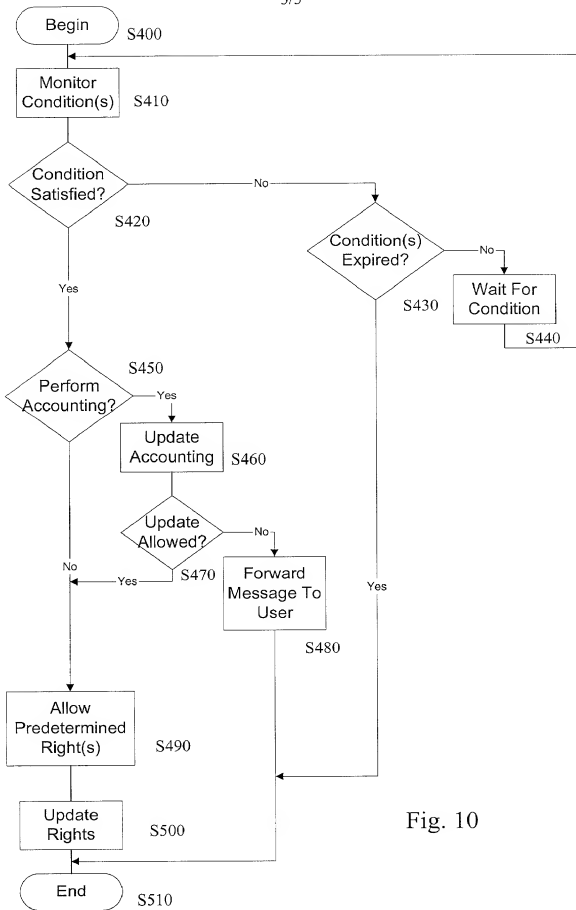 Begin
S400
Monitor
Condition(s)
S410
Condition
Satisfied?
No
S420
Condition(s)
Expired?
No
S430
Wait For
Condition
S440
Yes
S450
Perform
Accounting?
Yes
Update
Accounting
S460
Update
Allowed?
No
S470
No
Yes
Forward
Message To
User
Yes
S480
Allow
Predetermined
Right(s)
S490
Update
Rights
S500
Fig. 10
End
S510